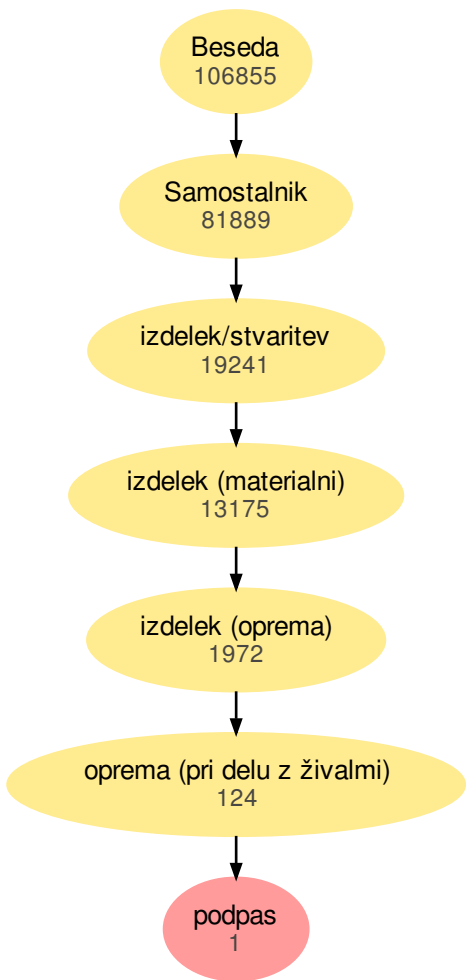 Beseda
106855
Samostalnik
81889
izdelek/stvaritev
19241
izdelek (materialni)
13175
izdelek (oprema)
1972
oprema (pri delu z živalmi)
124
podpas
1